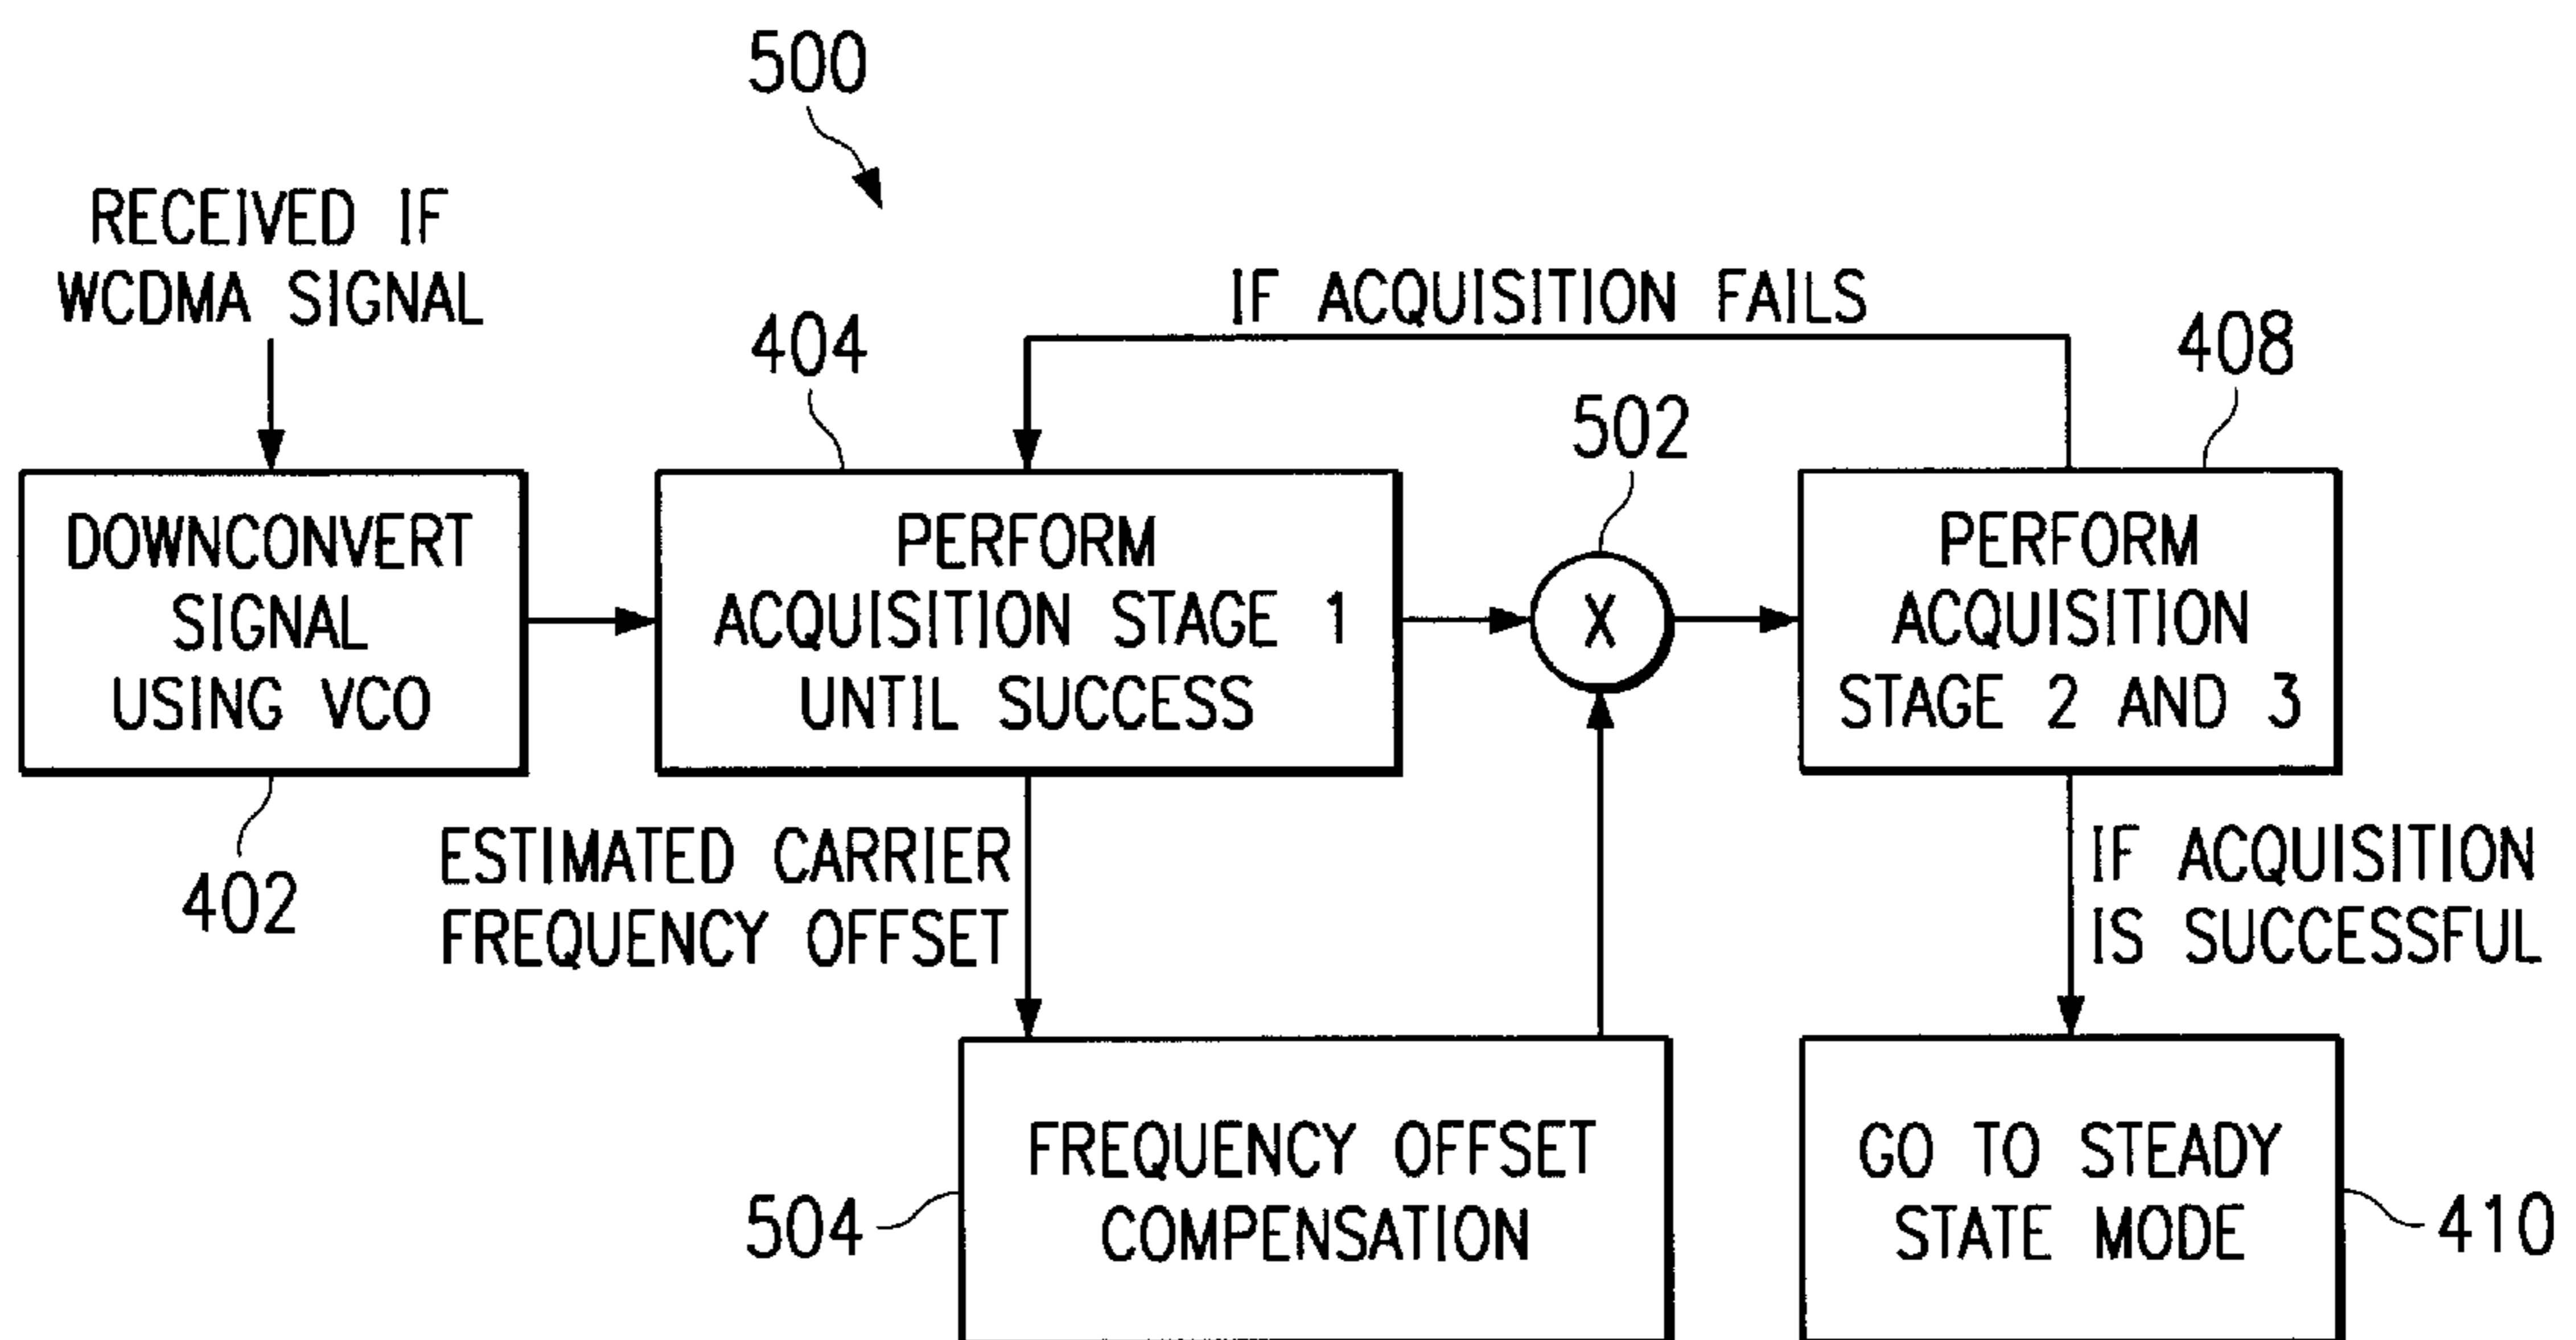 500
RECEIVED IF
WCDMA SIGNAL
IF ACQUISITION FAILS
404
408
502
DOWNCONVERT
SIGNAL
USING VCO
PERFORM
ACQUISITION STAGE 1
UNTIL SUCCESS
X
PERFORM
ACQUISITION
STAGE 2 AND 3
402
ESTIMATED CARRIER
FREQUENCY OFFSET
IF ACQUISITION
IS SUCCESSFUL
504
FREQUENCY OFFSET
COMPENSATION
GO TO STEADY
STATE MODE
410